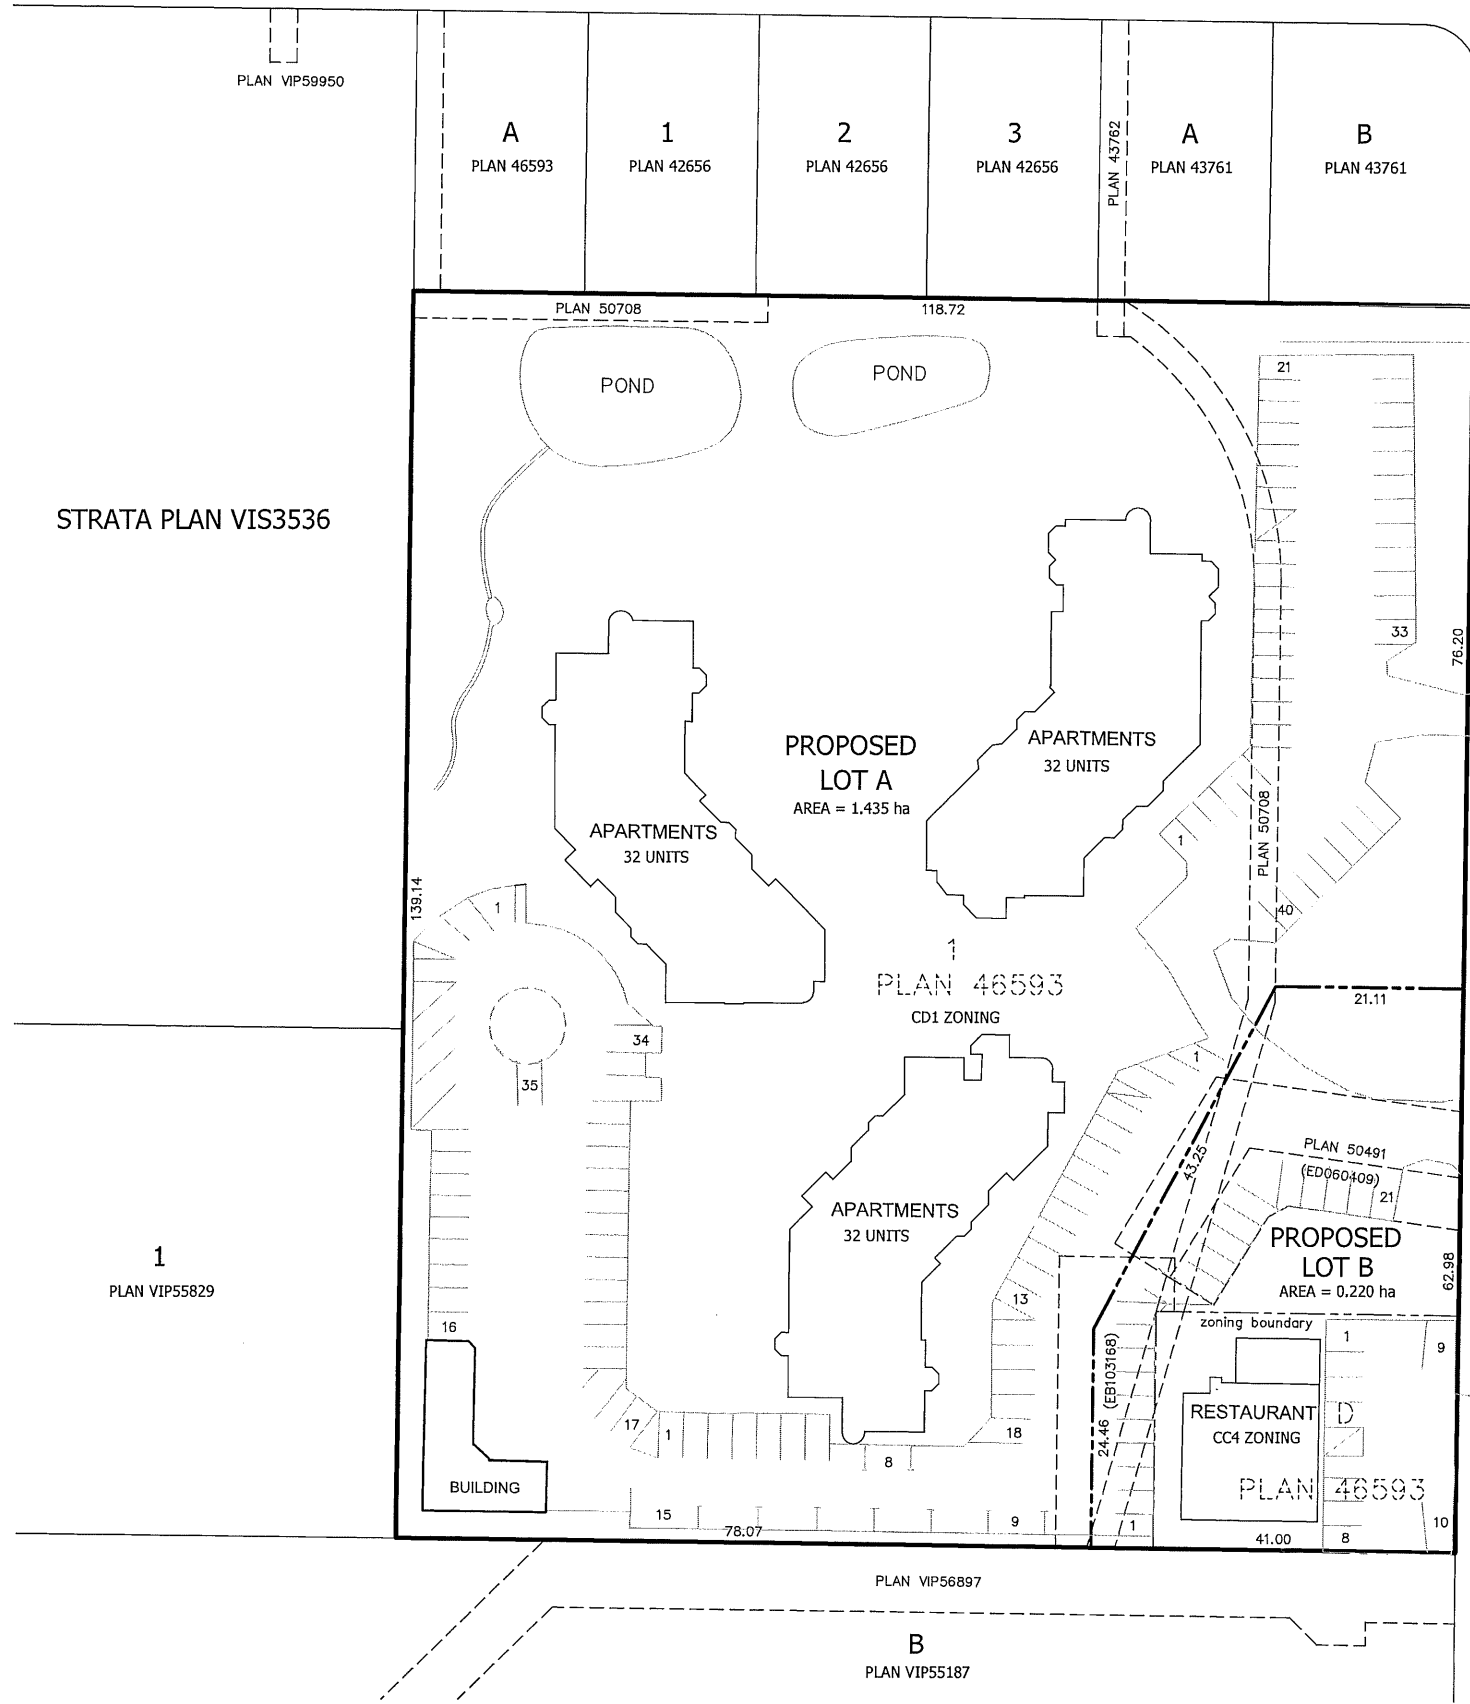 PLAN VIP59950
A
PLAN 46593
1
PLAN 42656
2
PLAN 42656
3
PLAN 42656
PLAN 43762
A
PLAN 43761
B
PLAN 43761
PLAN 50708
118.72
POND
POND
21
STRATA PLAN VIS3536
33
76.20
PROPOSED
LOT A
AREA = 1.435 ha
APARTMENTS
32 UNITS
APARTMENTS
32 UNITS
1
PLAN 50708
139.14
1
40
1
PLAN 46593
CD1 ZONING
21.11
34
35
1
43.25
PLAN 50491
(ED060409)
21
APARTMENTS
32 UNITS
PROPOSED
LOT B
AREA = 0.220 ha
62.98
1
PLAN VIP55829
13
16
zoning boundary
1
9
24.46
(EB103168)
RESTAURANT
CC4 ZONING
D
PLAN 46593
17
1
8
18
BUILDING
15
78.07
9
1
41.00
8
10
PLAN VIP56897
B
PLAN VIP55187